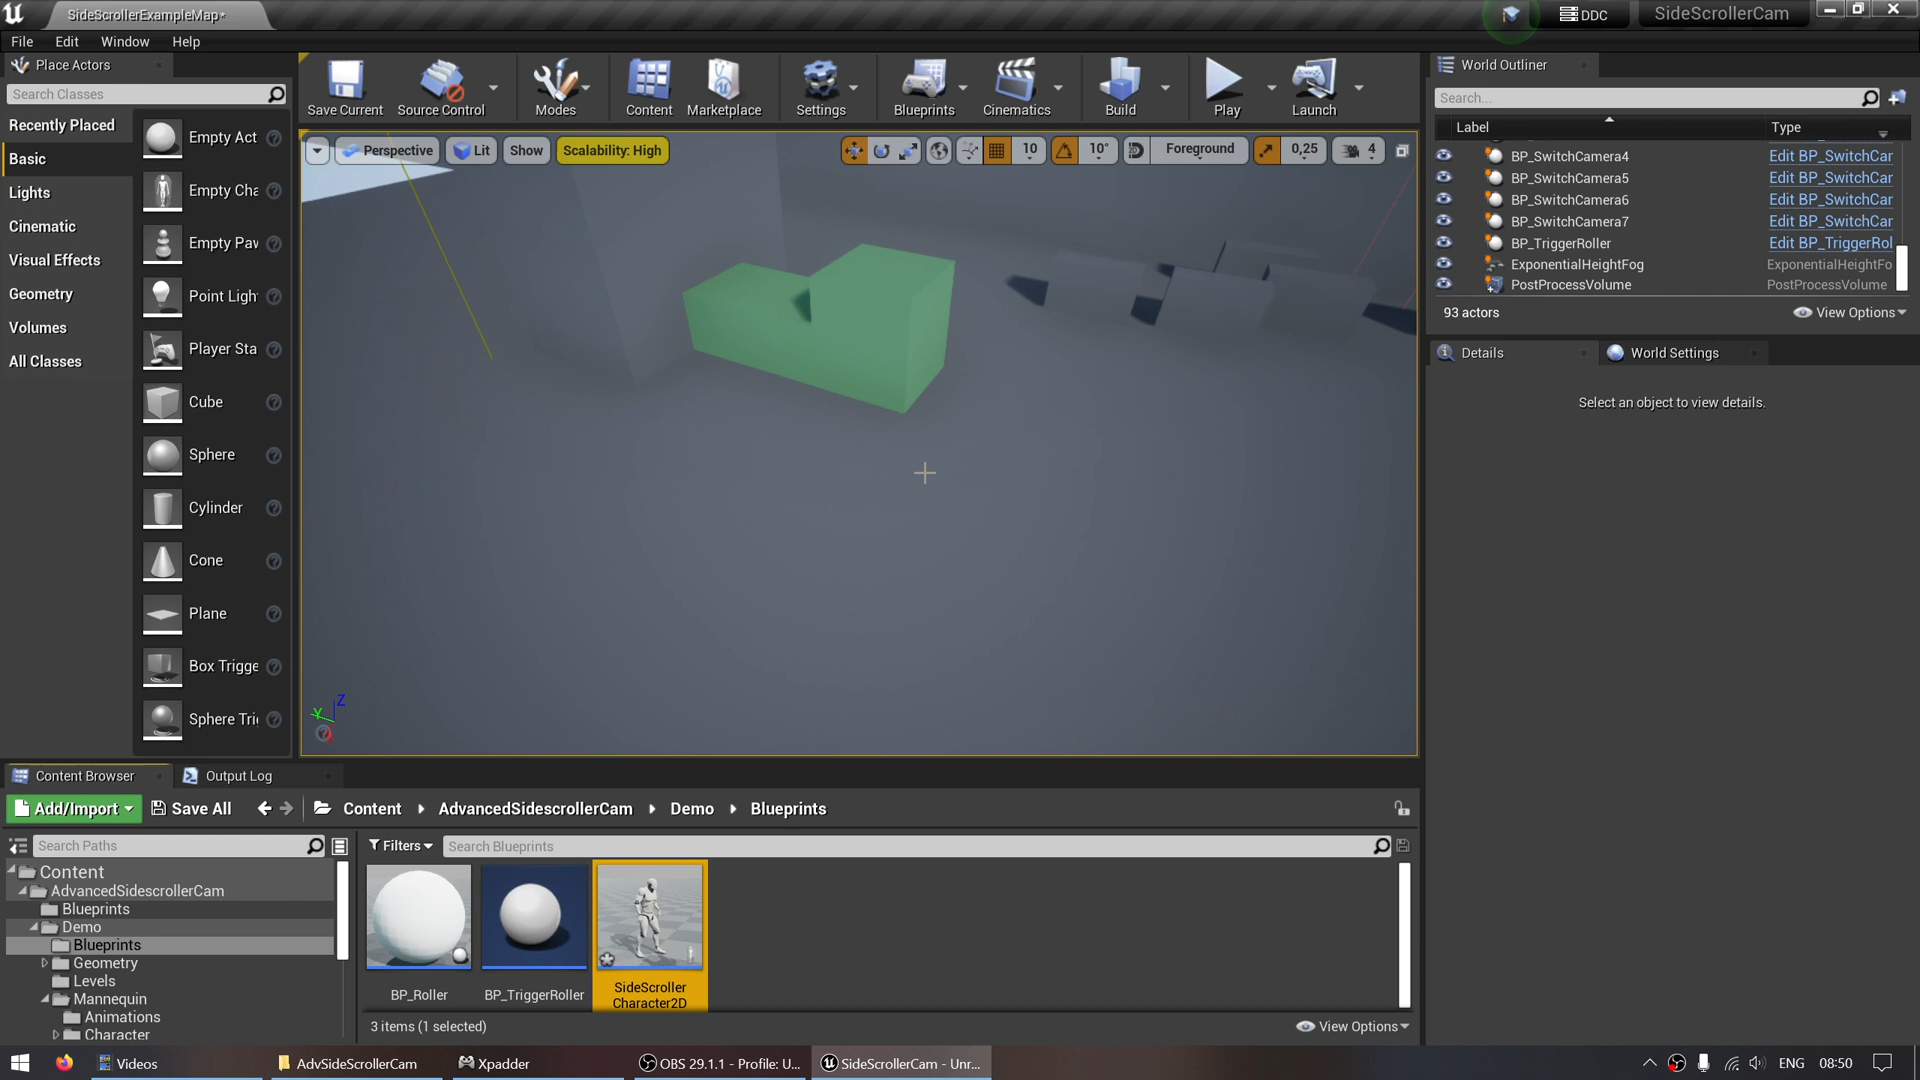 SideScrollerExampleMap*
DDC
SideScrollerCam
File Edit Window Help
Place Actors
Search Classes
Recently Placed
Basic
Lights
Cinematic
Visual Effects
Geometry
Volumes
All Classes
Empty Act
Empty Cha
Empty Paw
Point Ligh
Player Sta
Cube
Sphere
Cylinder
Cone
Plane
Box Trigge
Sphere Tri
Save Current
Source Control
Modes
Content
Marketplace
Settings
Blueprints
Cinematics
Build
Play
Launch
Perspective
Lit
Show
Scalability: High
10
10°
Foreground
0,25
4
Z
Y
World Outliner
Search...
Label
Type
BP_SwitchCamera4 Edit BP_SwitchCar
BP_SwitchCamera5 Edit BP_SwitchCar
BP_SwitchCamera6 Edit BP_SwitchCar
BP_SwitchCamera7 Edit BP_SwitchCar
BP_TriggerRoller Edit BP_TriggerRol
ExponentialHeightFog ExponentialHeightFo
PostProcessVolume PostProcessVolume
93 actors
View Options
Details
World Settings
Select an object to view details.
Content Browser
Output Log
Add/Import
Save All
Content
AdvancedSidescrollerCam
Demo
Blueprints
Search Paths
Content
AdvancedSidescrollerCam
Blueprints
Demo
Blueprints
Geometry
Levels
Mannequin
Animations
Character
Filters
Search Blueprints
BP_Roller
BP_TriggerRoller
SideScroller
Character2D
3 items (1 selected)
View Options
Videos
AdvSideScrollerCam
Xpadder
OBS 29.1.1 - Profile: U...
SideScrollerCam - Unr...
ENG
08:50